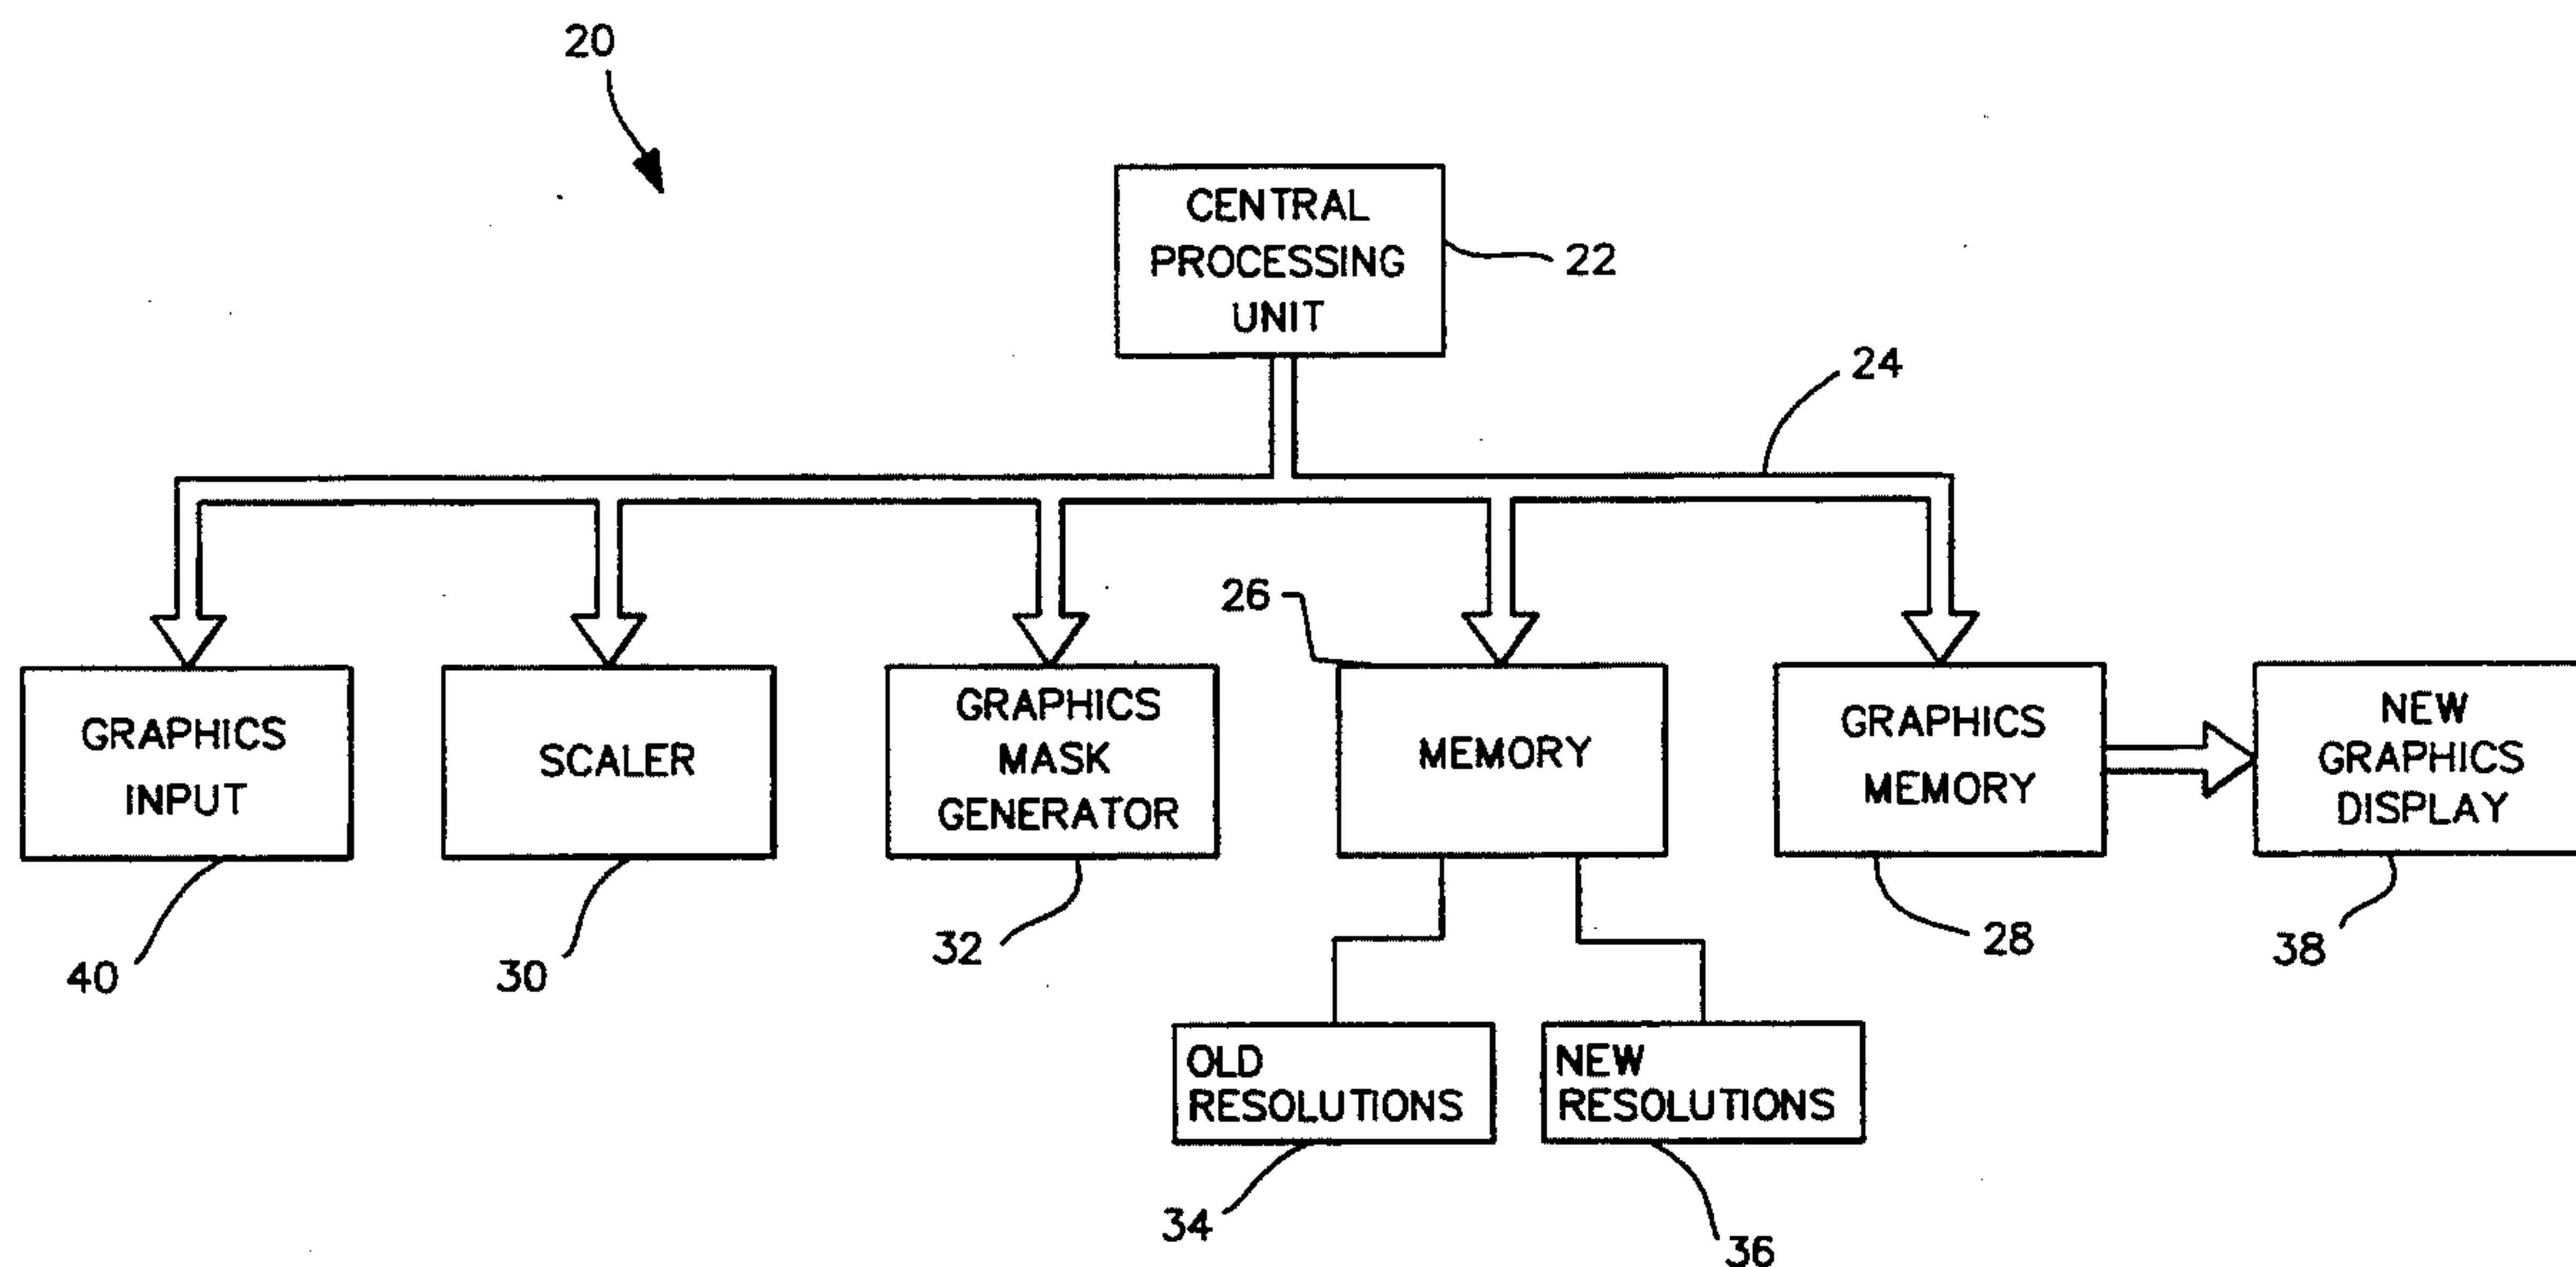 20
CENTRAL
PROCESSING
UNIT
22
24
26
GRAPHICS
INPUT
SCALER
GRAPHICS
MASK
GENERATOR
MEMORY
GRAPHICS
MEMORY
NEW
GRAPHICS
DISPLAY
40
30
32
28
38
OLD
RESOLUTIONS
NEW
RESOLUTIONS
34
36